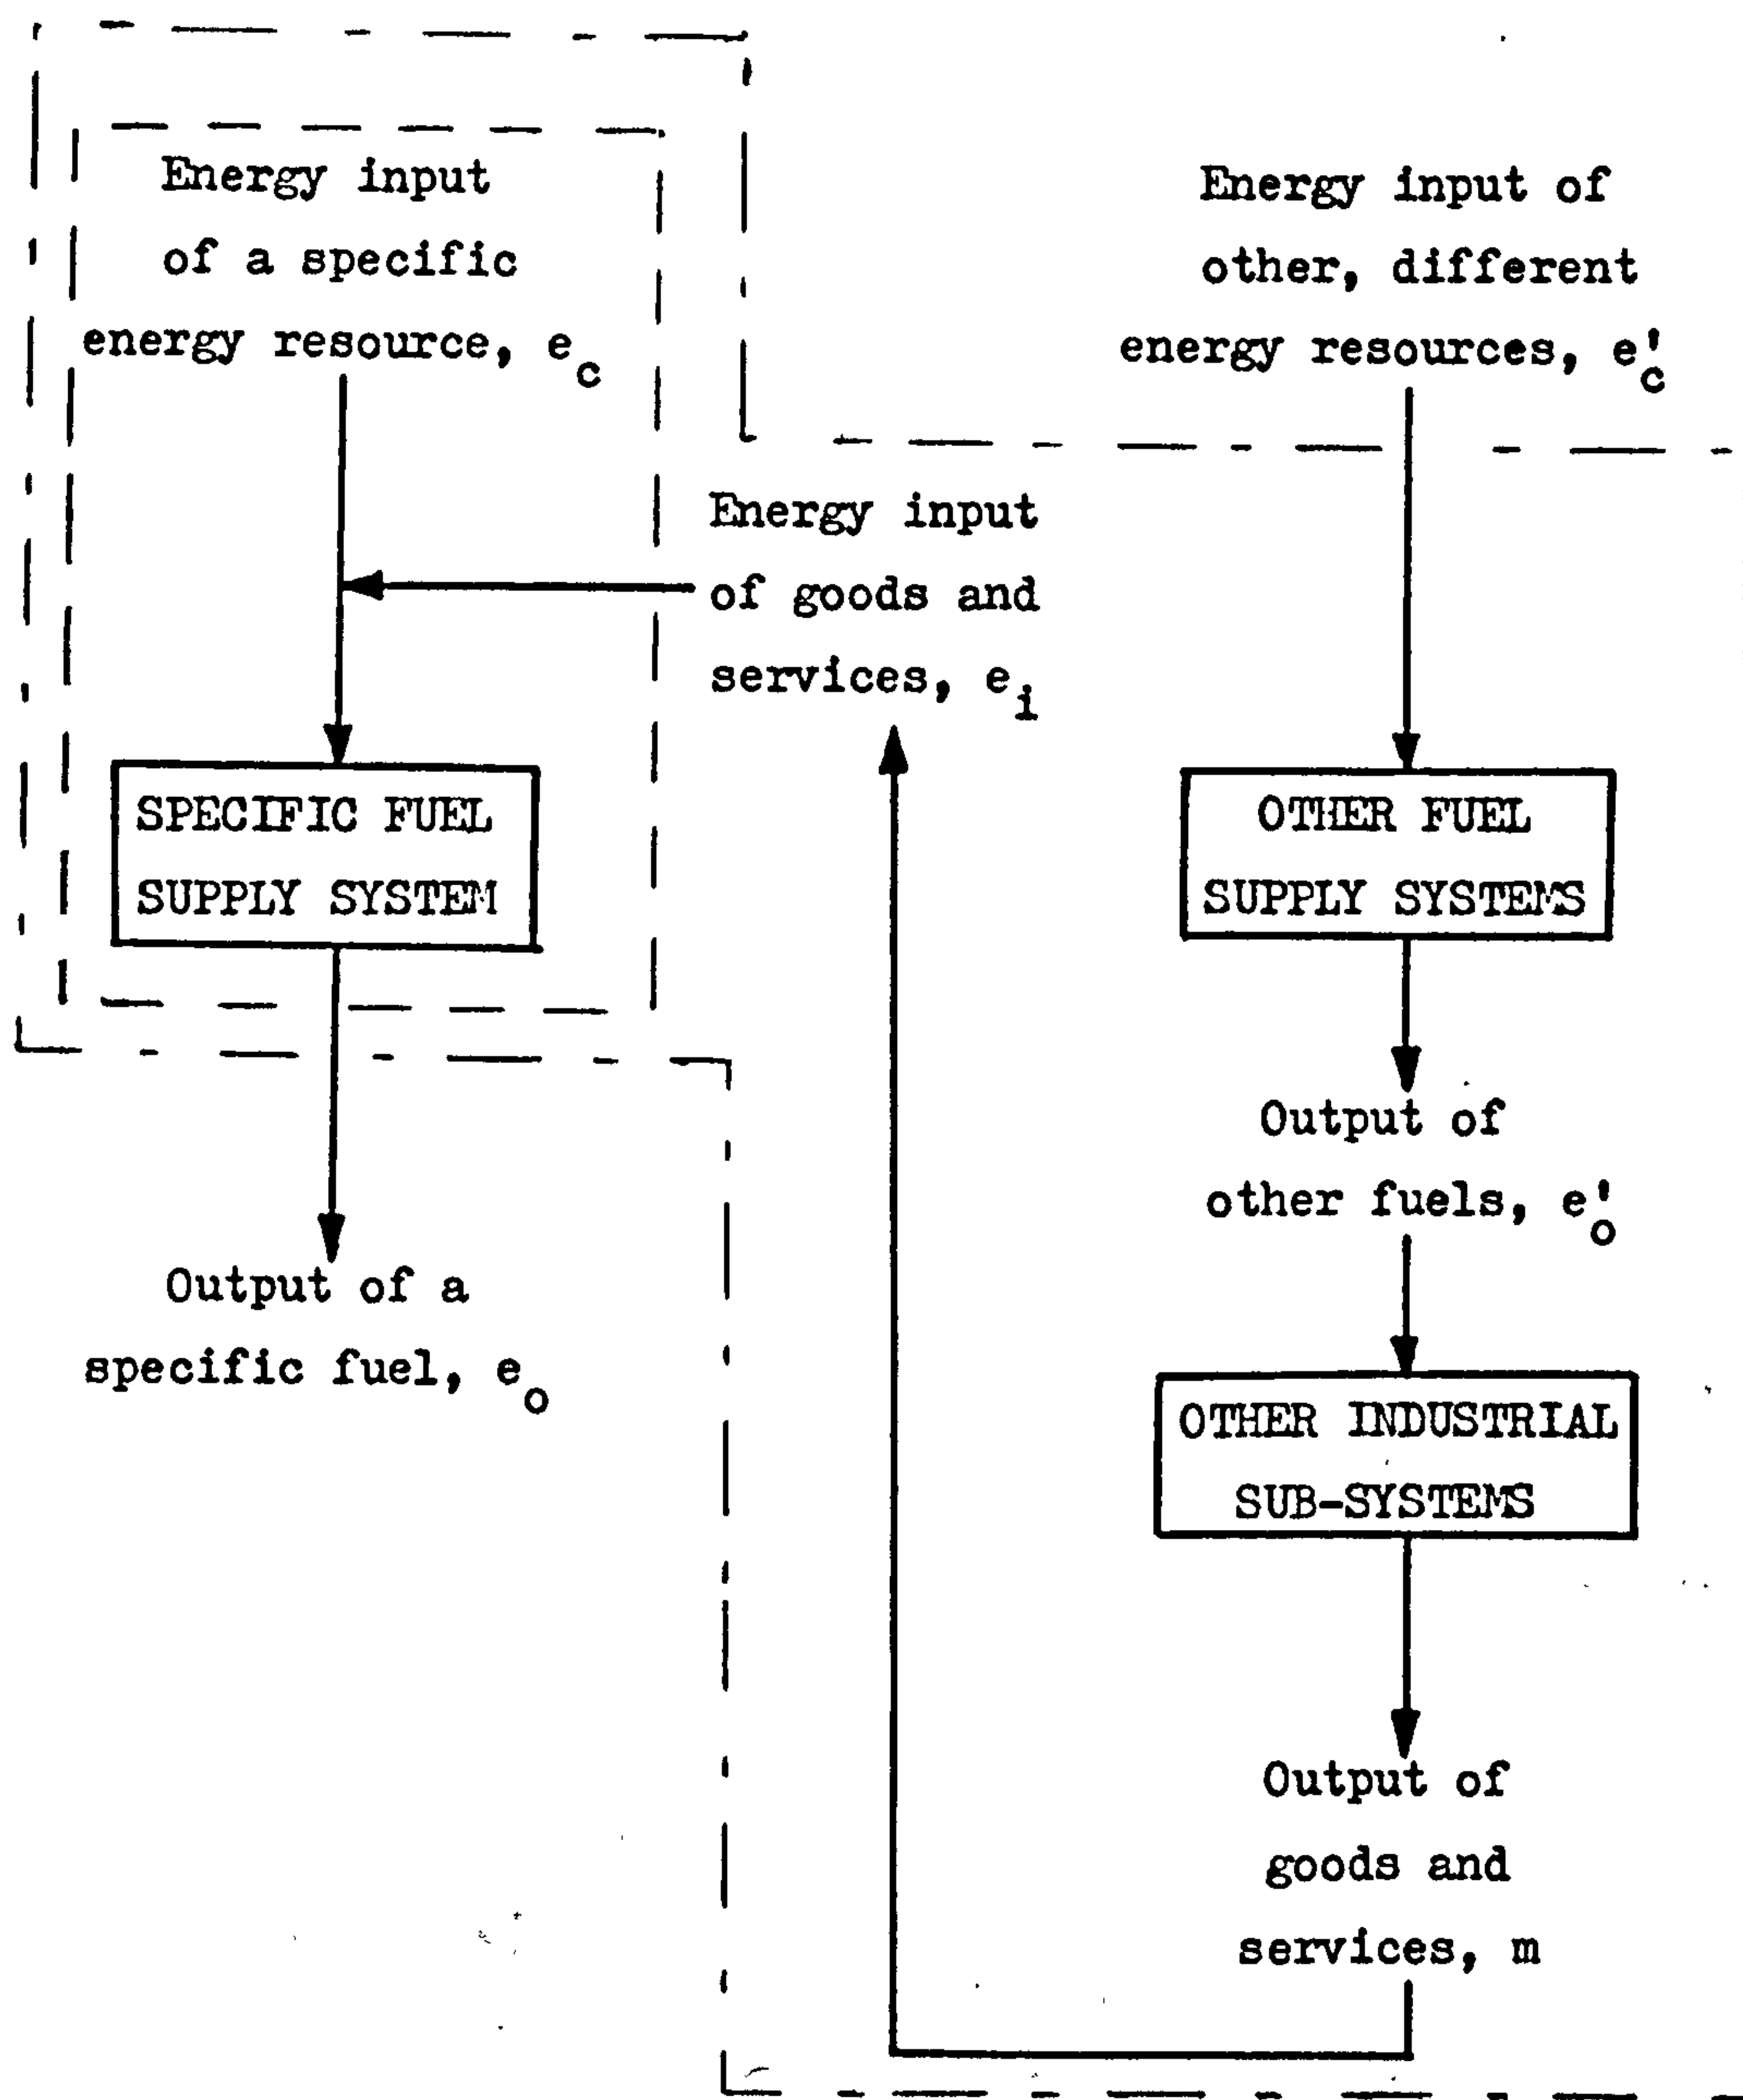 Energy input
of a specific
energy resource, e_c
Energy input of
other, different
energy resources, e'_c
Energy input
of goods and
services, e_i
SPECIFIC FUEL
SUPPLY SYSTEM
OTHER FUEL
SUPPLY SYSTEMS
Output of
other fuels, e'_o
Output of a
specific fuel, e_o
OTHER INDUSTRIAL
SUB-SYSTEMS
Output of
goods and
services, m